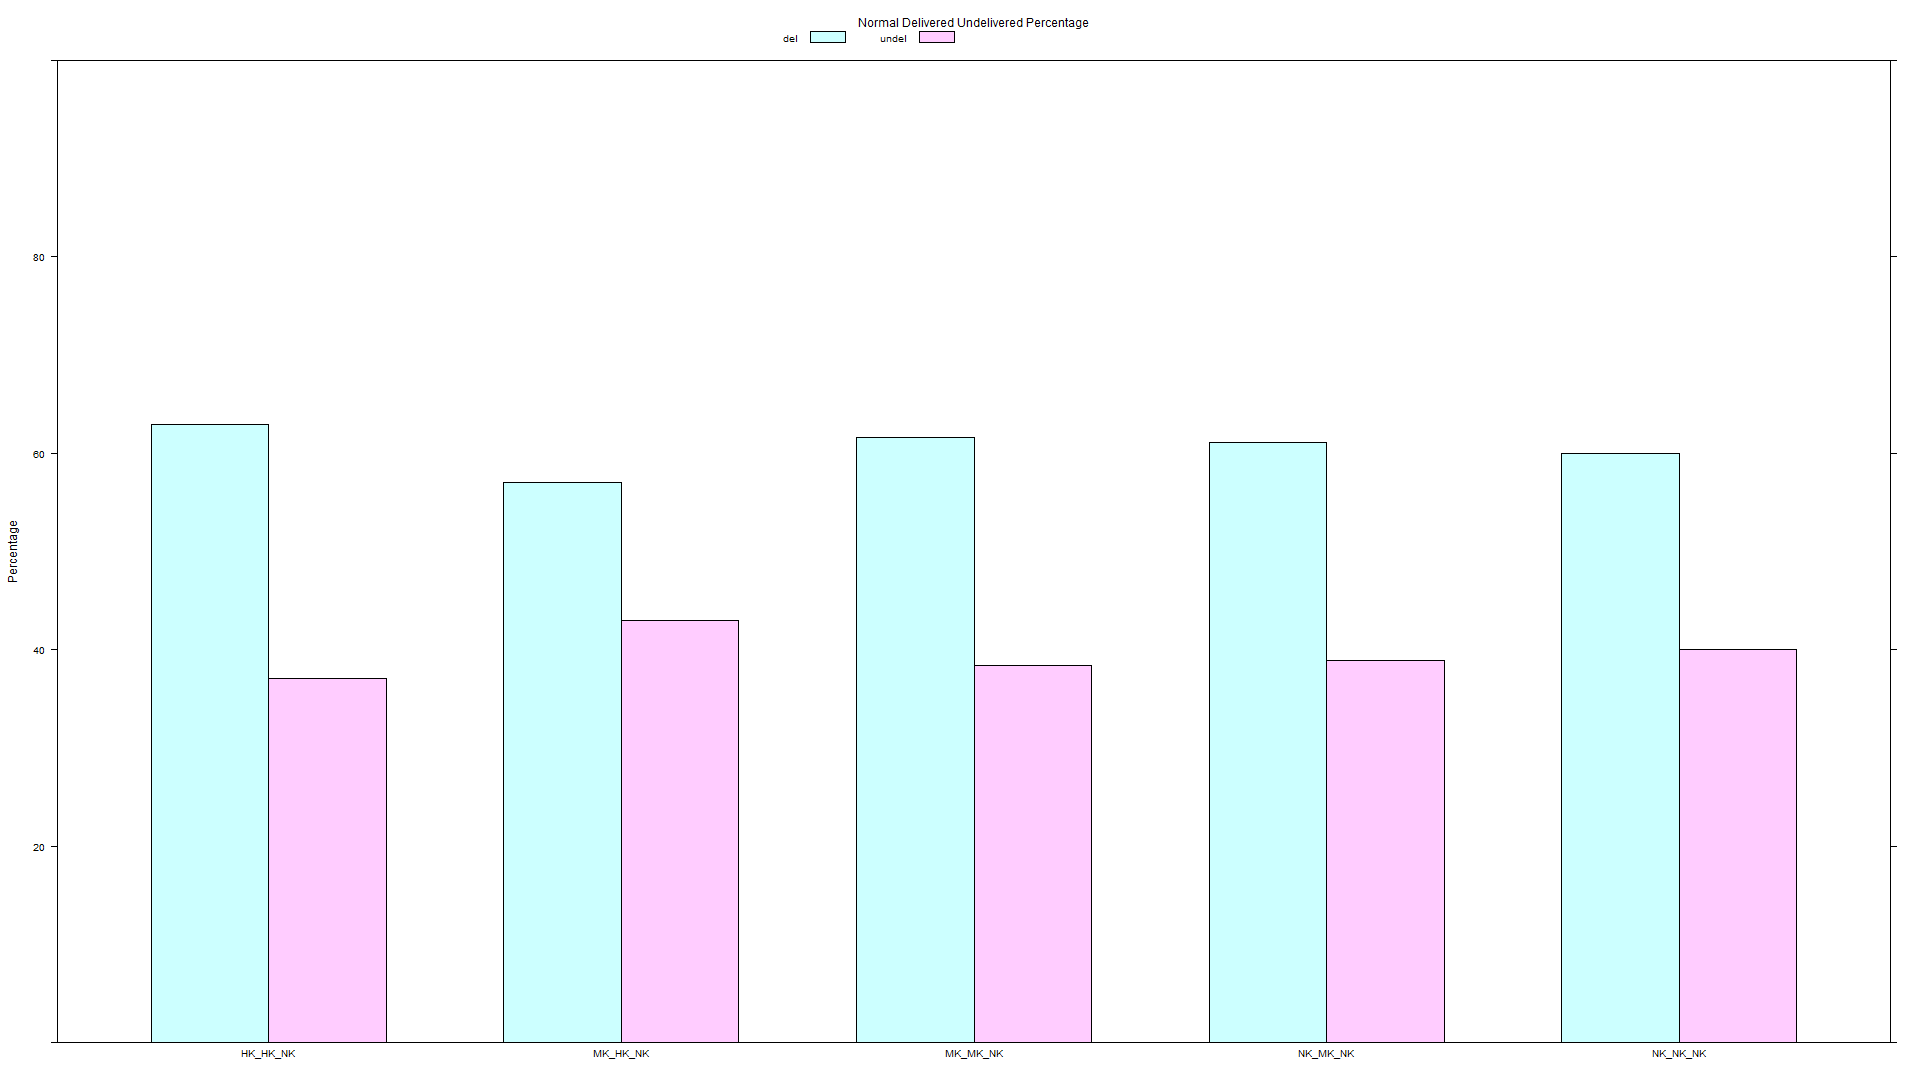 Normal Delivered Undelivered Percentage
del undel
80
60
40
20
Percentage
HK_HK_NK MK_HK_NK MK_MK_NK NK_MK_NK NK_NK_NK